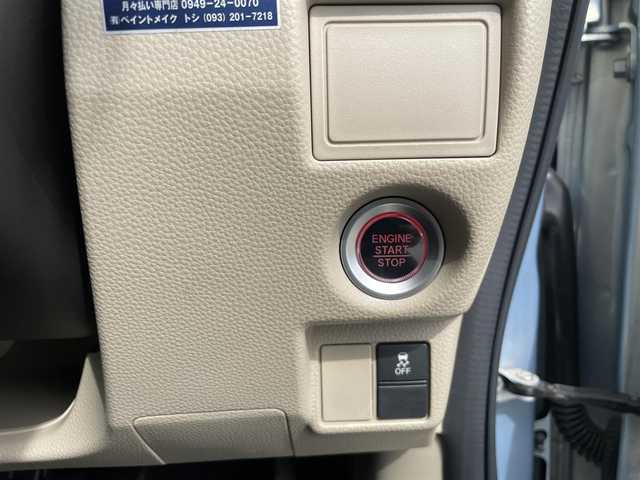 月々払い専門店 0949-24-0070
㈲ペイントメイク トシ (093) 201-7218
ENGINE
START
STOP
OFF